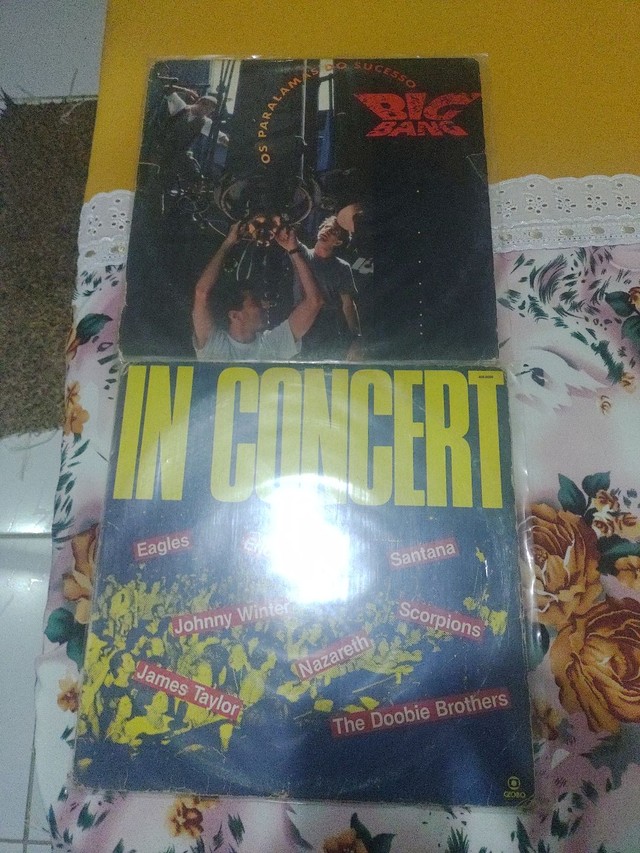 OS PARALAMAS DO SUCESSO
BIG
BANG
IN CONCERT
Eagles
Santana
Johnny Winter
Scorpions
Nazareth
James Taylor
The Doobie Brothers
GLOBO